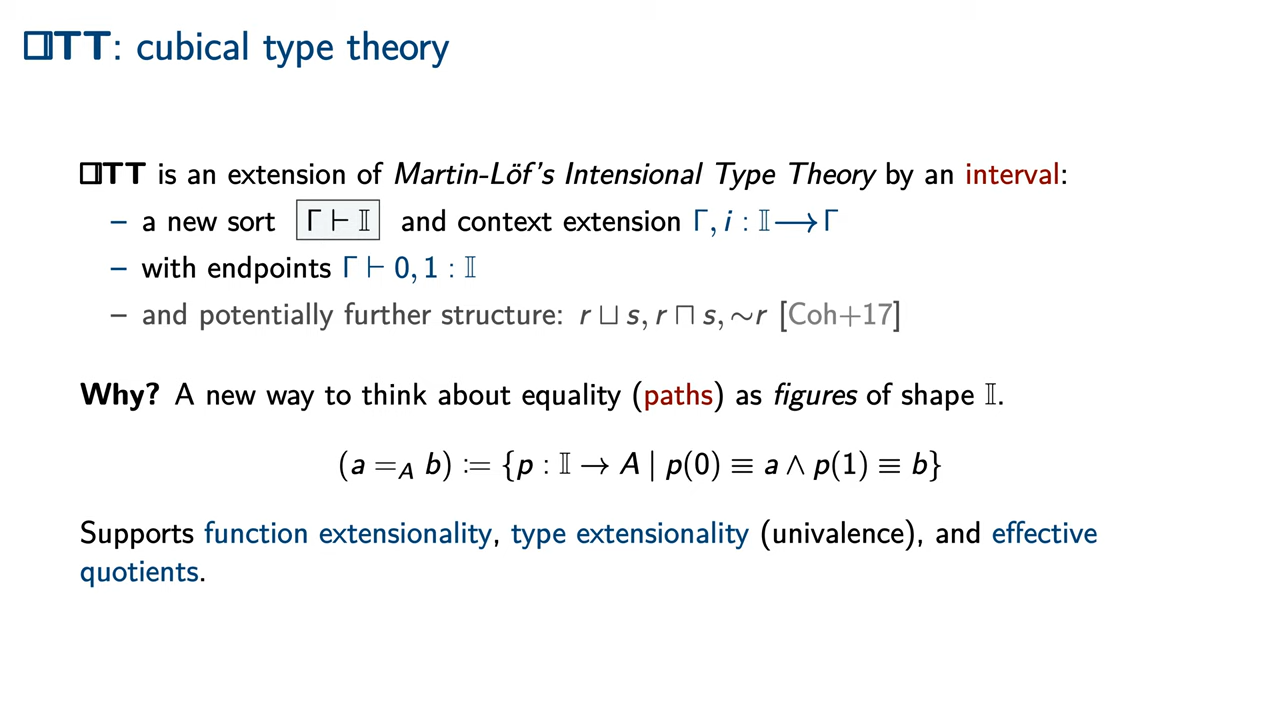 □TT: cubical type theory
□TT is an extension of Martin-Löf's Intensional Type Theory by an interval:
– a new sort Γ ⊢ 𝕀 and context extension Γ, i : 𝕀 ⟶ Γ
– with endpoints Γ ⊢ 0, 1 : 𝕀
– and potentially further structure: r ⊔ s, r ⊓ s, ∼r [Coh+17]
Why? A new way to think about equality (paths) as figures of shape 𝕀.
(a =_A b) := {p : 𝕀 → A | p(0) ≡ a ∧ p(1) ≡ b}
Supports function extensionality, type extensionality (univalence), and effective
quotients.